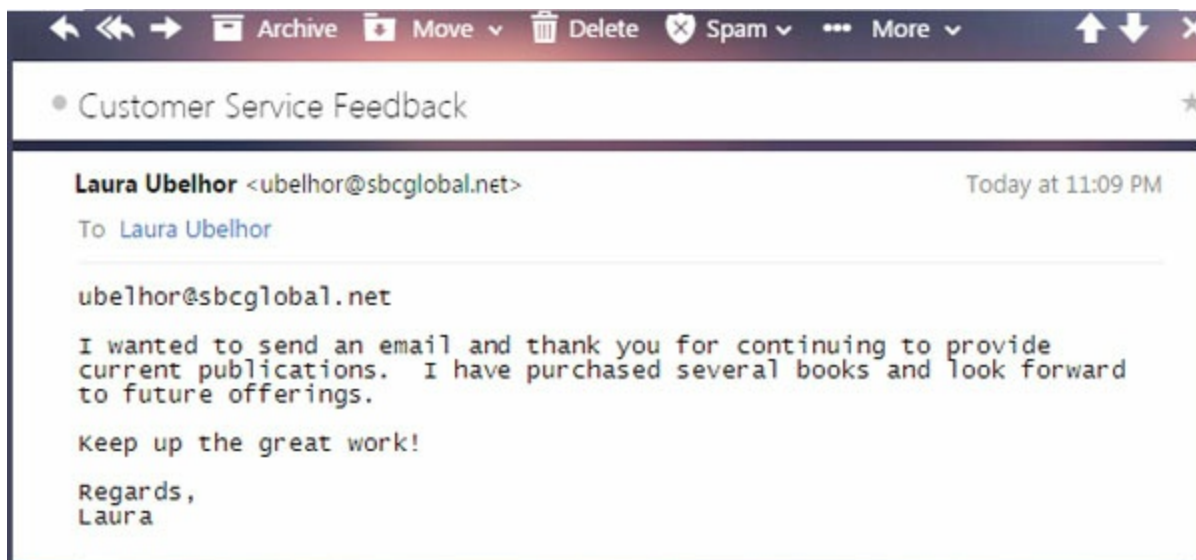 Archive Move Delete Spam More
Customer Service Feedback
Laura Ubelhor <ubelhor@sbcglobal.net> Today at 11:09 PM
To Laura Ubelhor
ubelhor@sbcglobal.net
I wanted to send an email and thank you for continuing to provide
current publications. I have purchased several books and look forward
to future offerings.
Keep up the great work!
Regards,
Laura